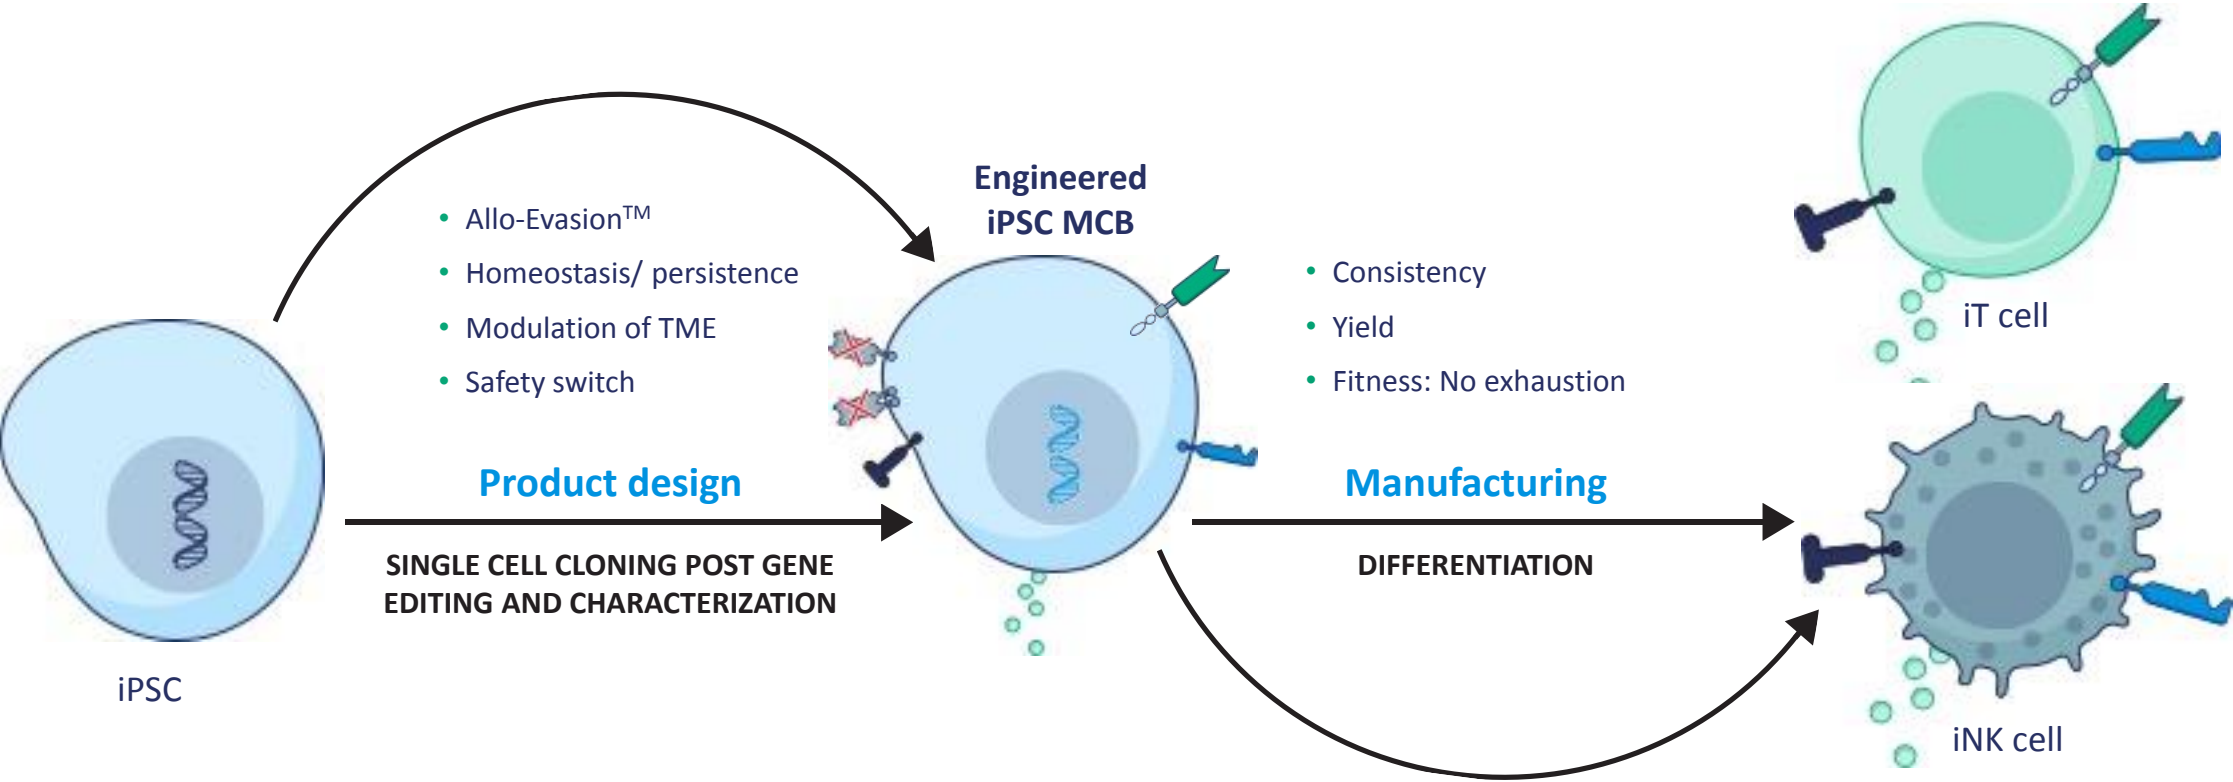 iPSC
• Allo-Evasion™
• Homeostasis/ persistence
• Modulation of TME
• Safety switch
Product design
SINGLE CELL CLONING POST GENE
EDITING AND CHARACTERIZATION
Engineered
iPSC MCB
• Consistency
• Yield
• Fitness: No exhaustion
Manufacturing
DIFFERENTIATION
iT cell
iNK cell